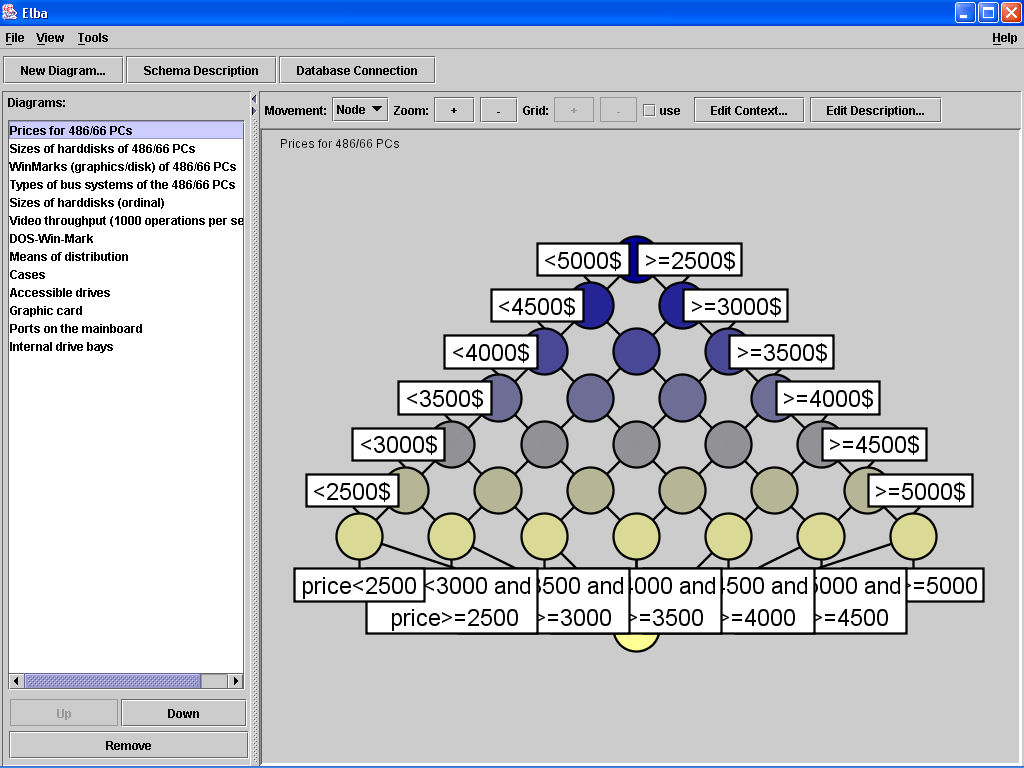 Elba
File View Tools Help
New Diagram... Schema Description Database Connection
Diagrams:
Prices for 486/66 PCs
Sizes of harddisks of 486/66 PCs
WinMarks (graphics/disk) of 486/66 PCs
Types of bus systems of the 486/66 PCs
Sizes of harddisks (ordinal)
Video throughput (1000 operations per se
DOS-Win-Mark
Means of distribution
Cases
Accessible drives
Graphic card
Ports on the mainboard
Internal drive bays
Up Down
Remove
Movement: Node Zoom: + - Grid: + - use Edit Context... Edit Description...
Prices for 486/66 PCs
<5000$ >=2500$
<4500$ >=3000$
<4000$ >=3500$
<3500$ >=4000$
<3000$ >=4500$
<2500$ >=5000$
price<2500 <3000 and 3500 and 4000 and 4500 and 5000 and >=5000
price>=2500 >=3000 >=3500 >=4000 >=4500